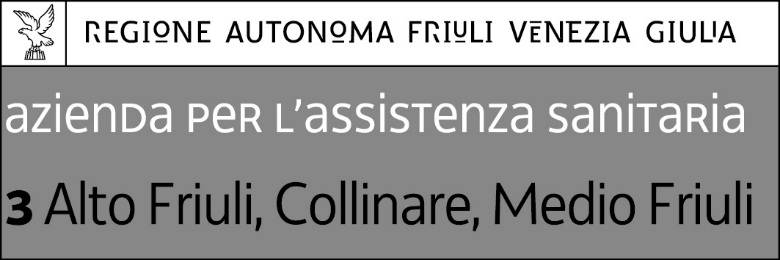 REGIONE AUTONOMA FRIULI VENEZIA GIULIA
azienda per l'assistenza sanitaria
3 Alto Friuli, Collinare, Medio Friuli